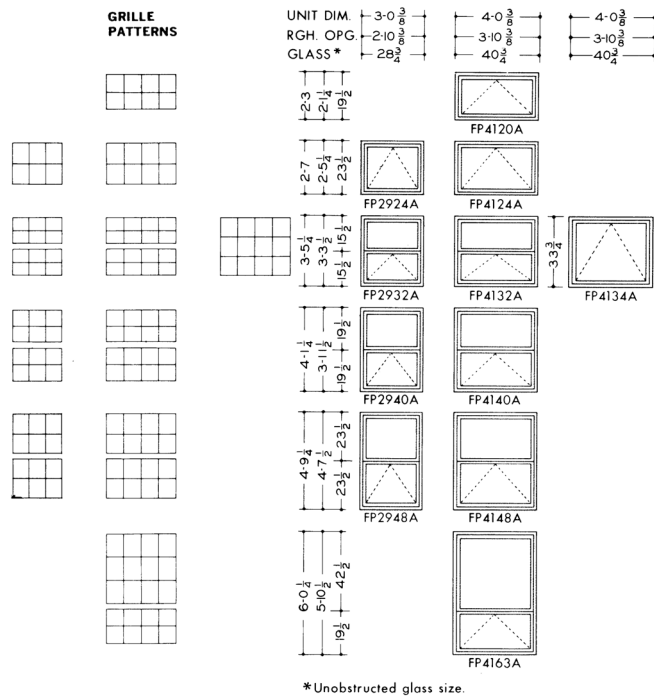 GRILLE
PATTERNS
UNIT DIM. 3-0 3/8 4-0 3/8 4-0 3/8
RGH. OPG. 2-10 3/8 3-10 3/8 3-10 3/8
GLASS* 28 3/4 40 3/4 40 3/4
2-3 2-1 1/4 19 1/2
FP4120A
2-7 2-5 1/4 23 1/2
FP2924A FP4124A
3-5 1/4 3-3 1/2 15 1/2 15 1/2 33 3/4
FP2932A FP4132A FP4134A
4-1 1/4 3-11 1/2 19 1/2 19 1/2
FP2940A FP4140A
4-9 1/4 4-7 1/2 23 1/2 23 1/2
FP2948A FP4148A
6-0 1/4 5-10 1/2 42 1/2 19 1/2
FP4163A
*Unobstructed glass size.